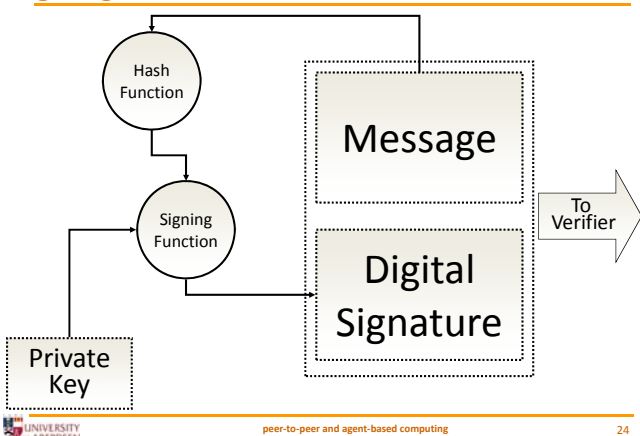 Hash
Function
Message
To
Verifier
Signing
Function
Digital
Signature
Private
Key
UNIVERSITY
peer-to-peer and agent-based computing
24